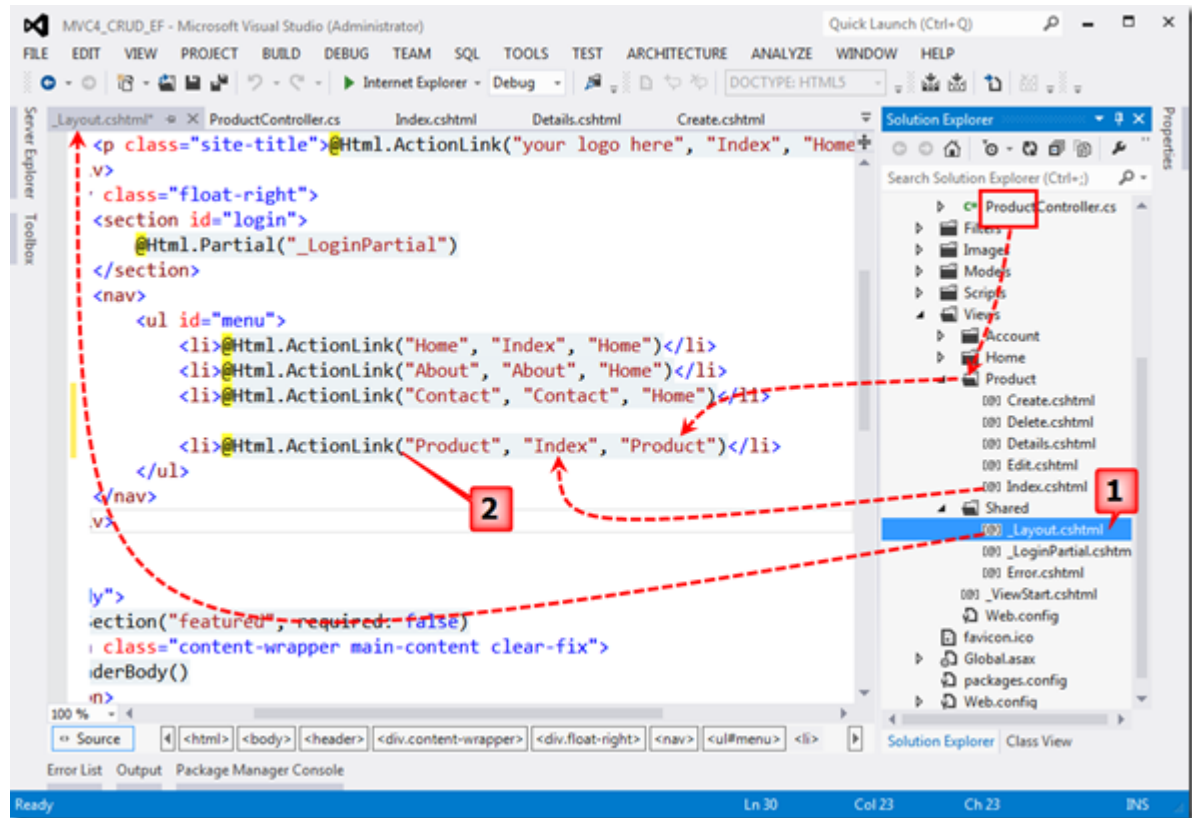 MVC4_CRUD_EF - Microsoft Visual Studio (Administrator)
Quick Launch (Ctrl+Q)
FILE EDIT VIEW PROJECT BUILD DEBUG TEAM SQL TOOLS TEST ARCHITECTURE ANALYZE WINDOW HELP
Internet Explorer Debug DOCTYPE: HTML5
Server Explorer
Toolbox
_Layout.cshtml* ProductController.cs Index.cshtml Details.cshtml Create.cshtml
<p class="site-title">@Html.ActionLink("your logo here", "Index", "Home
v>
class="float-right">
<section id="login">
@Html.Partial("_LoginPartial")
</section>
<nav>
<ul id="menu">
<li>@Html.ActionLink("Home", "Index", "Home")</li>
<li>@Html.ActionLink("About", "About", "Home")</li>
<li>@Html.ActionLink("Contact", "Contact", "Home")</li>
<li>@Html.ActionLink("Product", "Index", "Product")</li>
</ul>
</nav>
v>
2
ly">
ection("featured", required: false)
class="content-wrapper main-content clear-fix">
derBody()
on>
100 %
Source <html> <body> <header> <div.content-wrapper> <div.float-right> <nav> <ul#menu> <li>
Error List Output Package Manager Console
Solution Explorer
Search Solution Explorer (Ctrl+;)
C# ProductController.cs
Filters
Images
Models
Scripts
Views
Account
Home
Product
Create.cshtml
Delete.cshtml
Details.cshtml
Edit.cshtml
Index.cshtml
1
Shared
_Layout.cshtml
_LoginPartial.cshtm
Error.cshtml
_ViewStart.cshtml
Web.config
favicon.ico
Global.asax
packages.config
Web.config
Solution Explorer Class View
Properties
Ready Ln 30 Col 23 Ch 23 INS